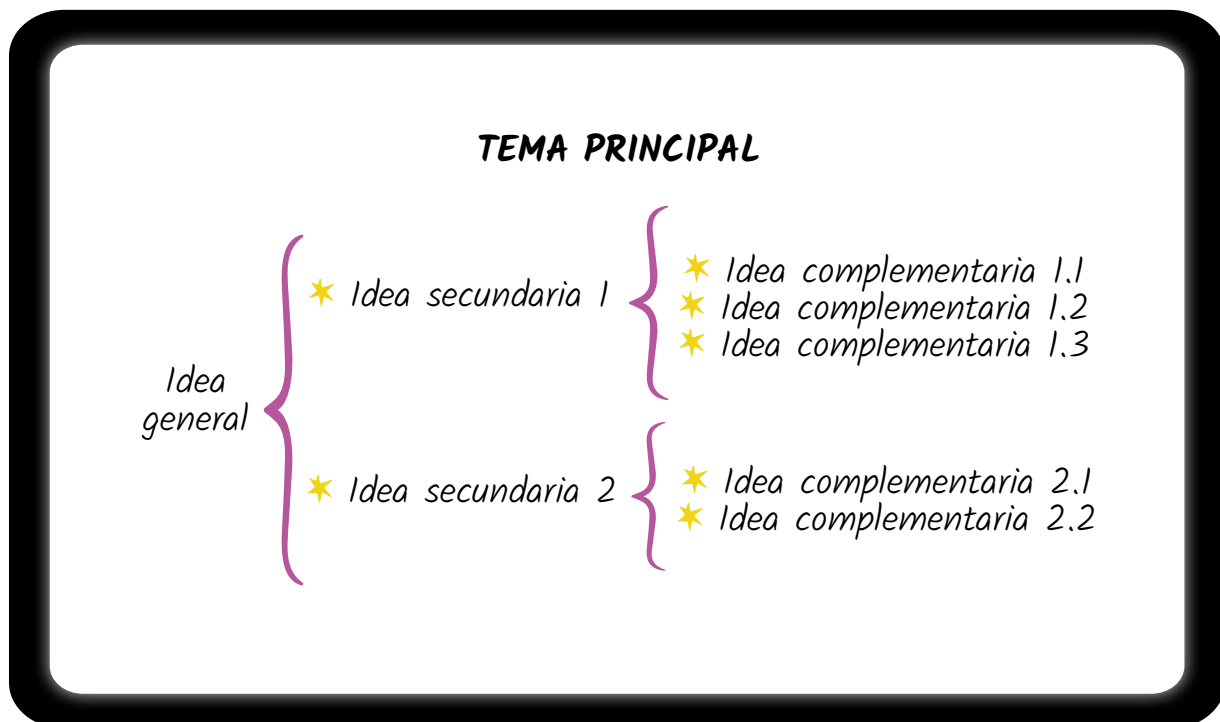 TEMA PRINCIPAL
Idea
general
Idea secundaria 1
Idea complementaria 1.1
Idea complementaria 1.2
Idea complementaria 1.3
Idea secundaria 2
Idea complementaria 2.1
Idea complementaria 2.2